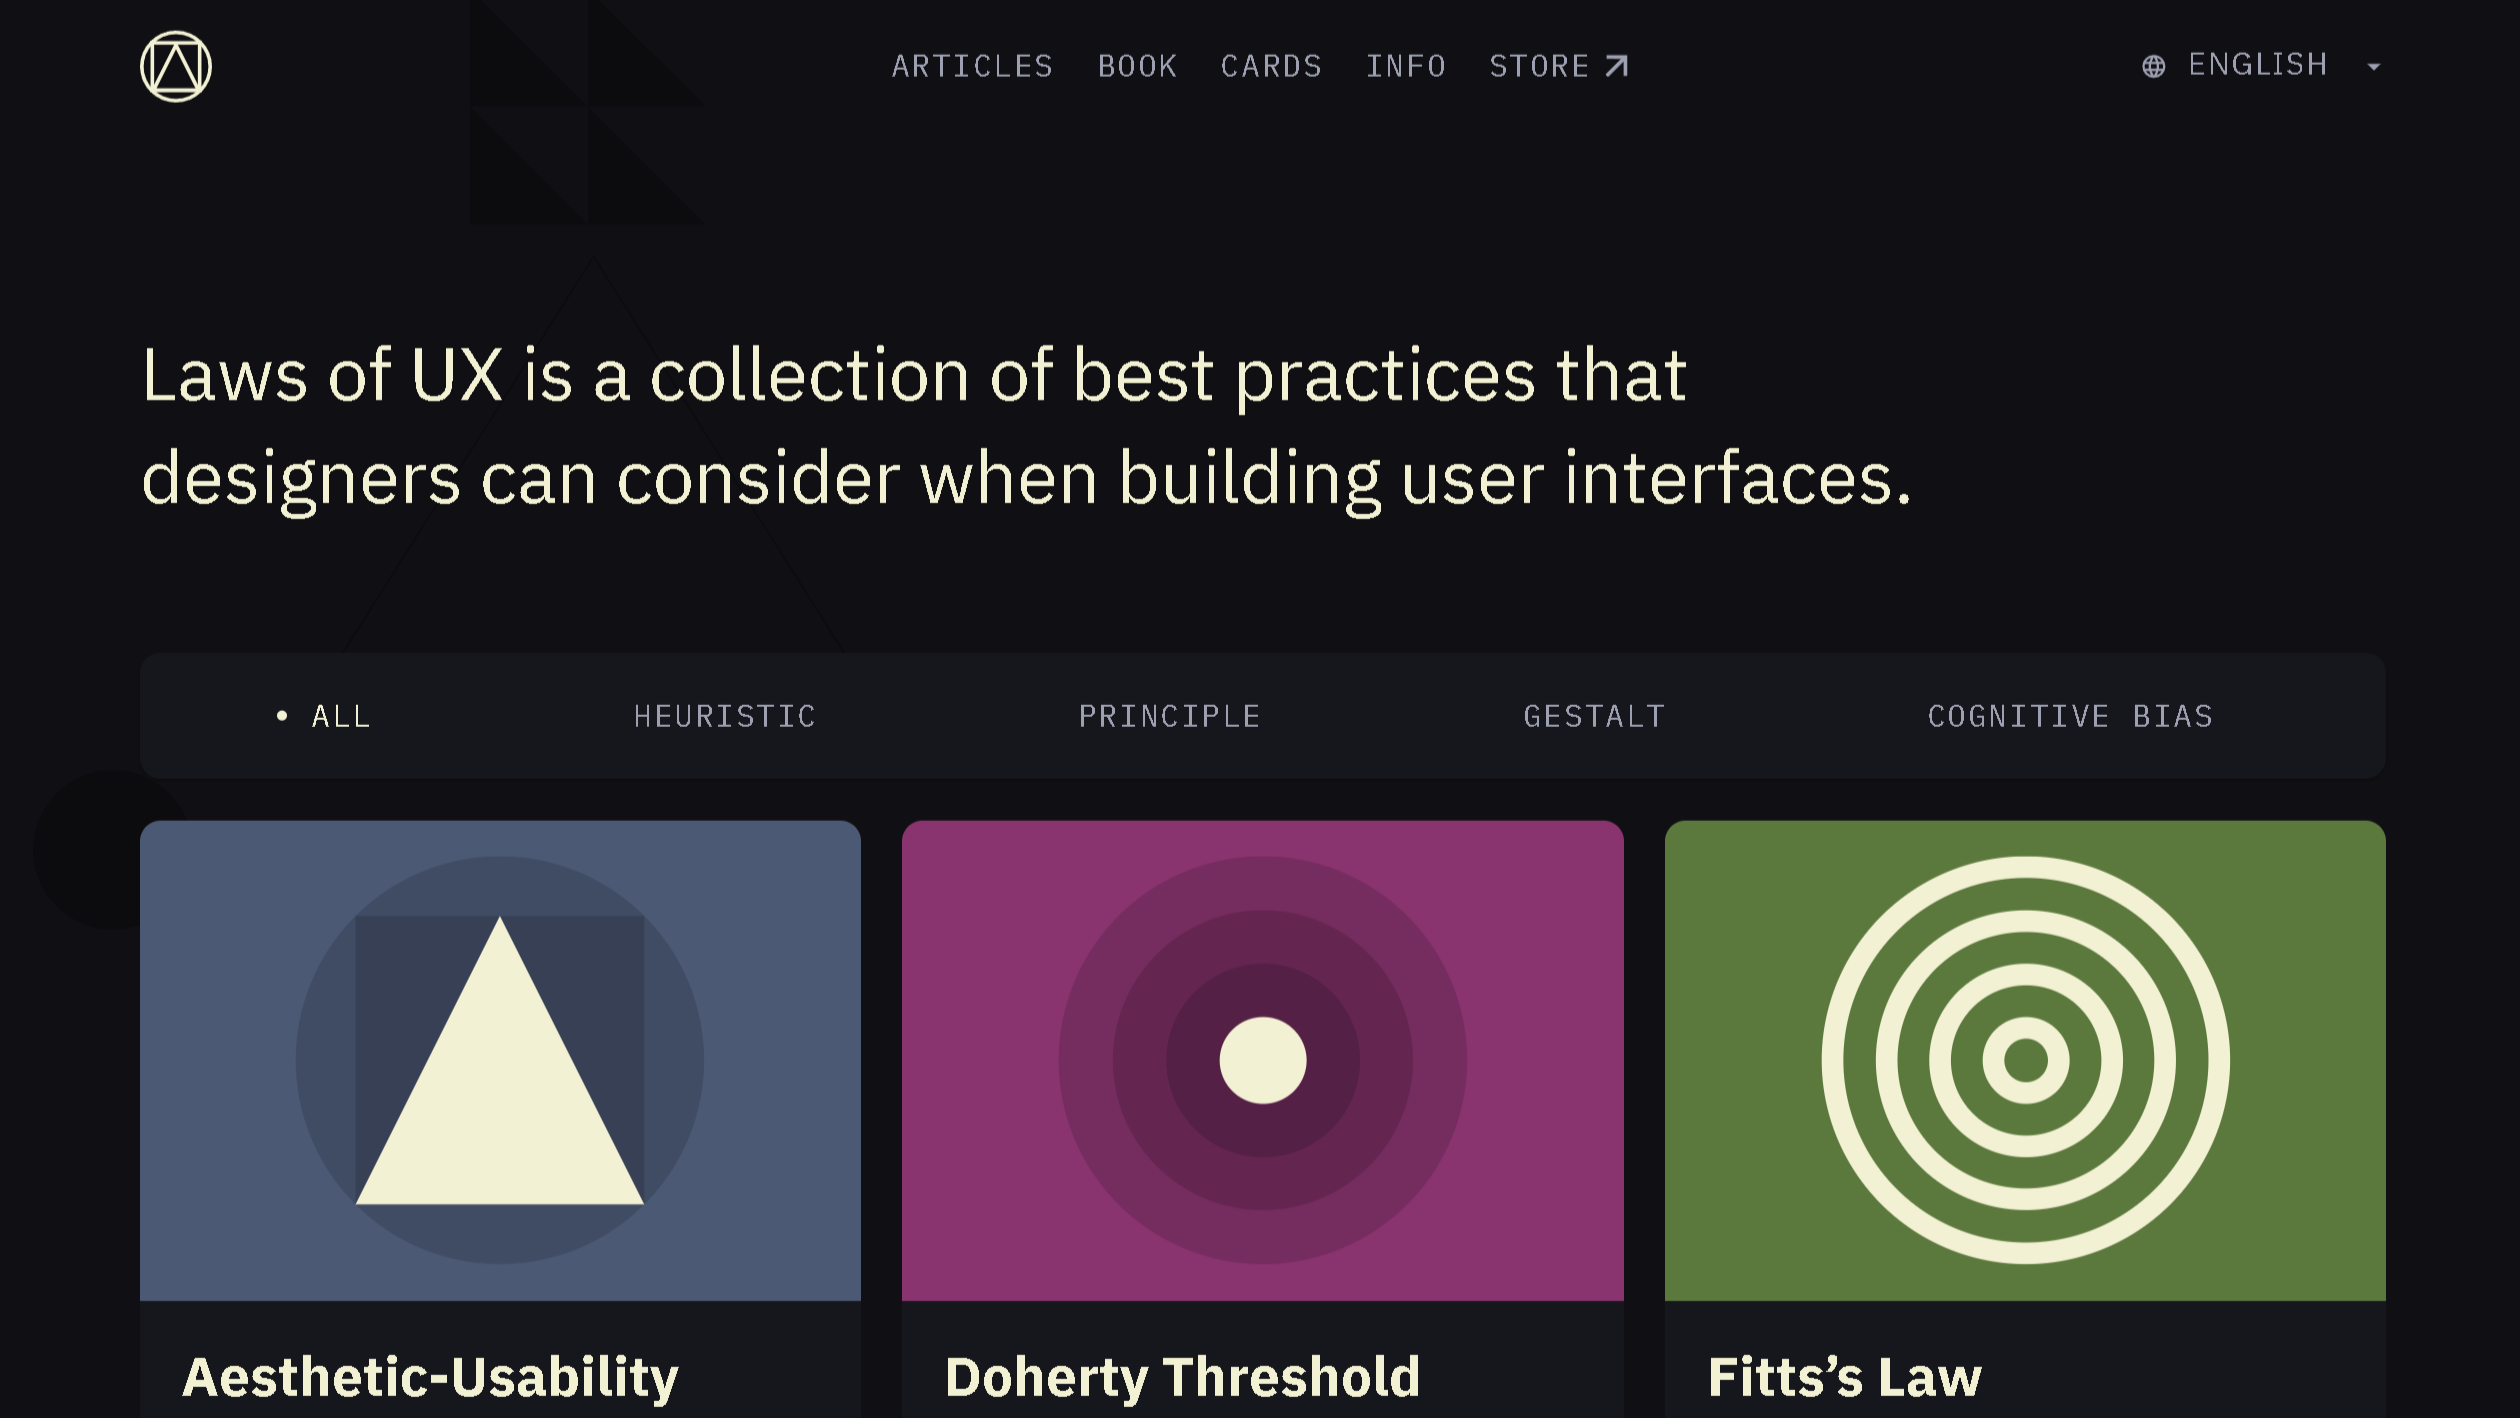 ARTICLES BOOK CARDS INFO STORE ENGLISH
Laws of UX is a collection of best practices that
designers can consider when building user interfaces.
ALL HEURISTIC PRINCIPLE GESTALT COGNITIVE BIAS
Aesthetic-Usability Doherty Threshold Fitts’s Law